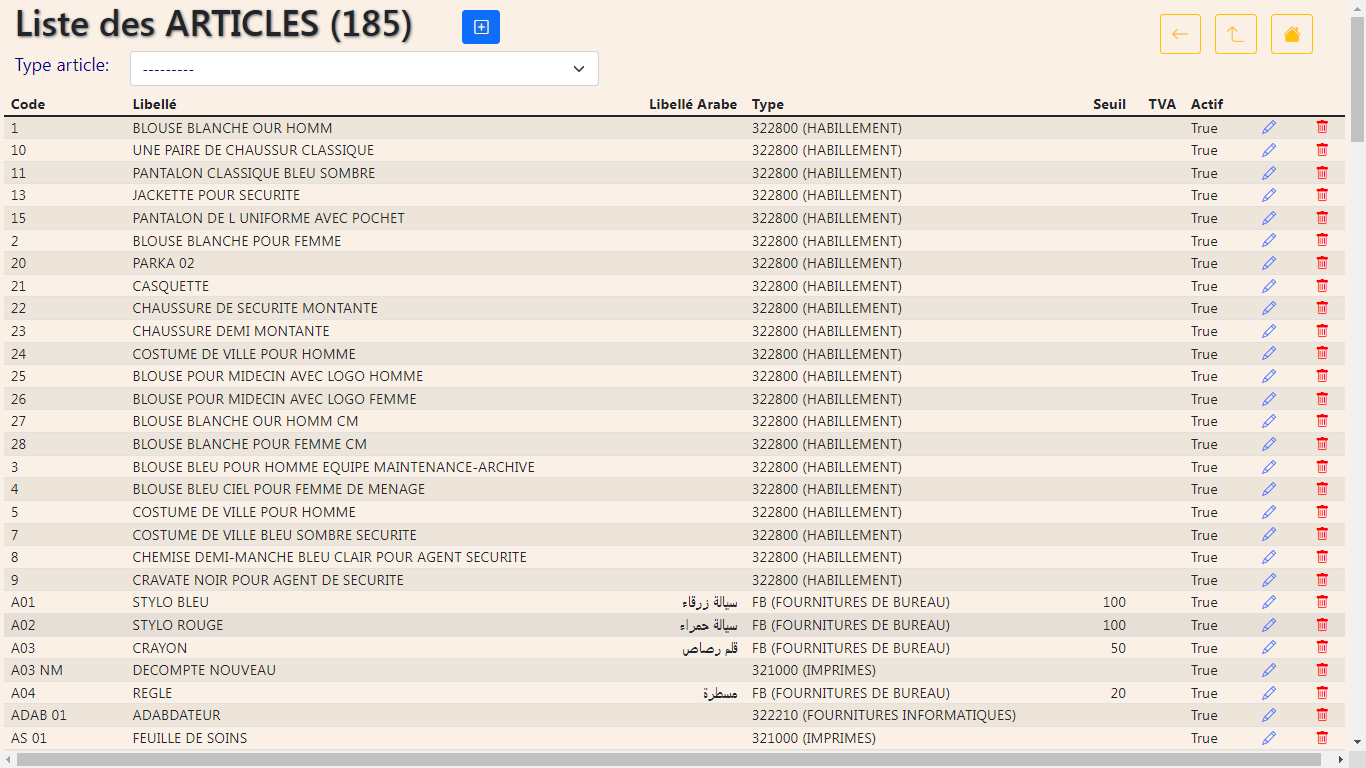 Liste des ARTICLES (185)
Type article: ---------
Code Libellé Libellé Arabe Type Seuil TVA Actif
1 BLOUSE BLANCHE OUR HOMM 322800 (HABILLEMENT) True
10 UNE PAIRE DE CHAUSSUR CLASSIQUE 322800 (HABILLEMENT) True
11 PANTALON CLASSIQUE BLEU SOMBRE 322800 (HABILLEMENT) True
13 JACKETTE POUR SECURITE 322800 (HABILLEMENT) True
15 PANTALON DE L UNIFORME AVEC POCHET 322800 (HABILLEMENT) True
2 BLOUSE BLANCHE POUR FEMME 322800 (HABILLEMENT) True
20 PARKA 02 322800 (HABILLEMENT) True
21 CASQUETTE 322800 (HABILLEMENT) True
22 CHAUSSURE DE SECURITE MONTANTE 322800 (HABILLEMENT) True
23 CHAUSSURE DEMI MONTANTE 322800 (HABILLEMENT) True
24 COSTUME DE VILLE POUR HOMME 322800 (HABILLEMENT) True
25 BLOUSE POUR MIDECIN AVEC LOGO HOMME 322800 (HABILLEMENT) True
26 BLOUSE POUR MIDECIN AVEC LOGO FEMME 322800 (HABILLEMENT) True
27 BLOUSE BLANCHE OUR HOMM CM 322800 (HABILLEMENT) True
28 BLOUSE BLANCHE POUR FEMME CM 322800 (HABILLEMENT) True
3 BLOUSE BLEU POUR HOMME EQUIPE MAINTENANCE-ARCHIVE 322800 (HABILLEMENT) True
4 BLOUSE BLEU CIEL POUR FEMME DE MENAGE 322800 (HABILLEMENT) True
5 COSTUME DE VILLE POUR HOMME 322800 (HABILLEMENT) True
7 COSTUME DE VILLE BLEU SOMBRE SECURITE 322800 (HABILLEMENT) True
8 CHEMISE DEMI-MANCHE BLEU CLAIR POUR AGENT SECURITE 322800 (HABILLEMENT) True
9 CRAVATE NOIR POUR AGENT DE SECURITE 322800 (HABILLEMENT) True
A01 STYLO BLEU سيالة زرقاء FB (FOURNITURES DE BUREAU) 100 True
A02 STYLO ROUGE سيالة حمراء FB (FOURNITURES DE BUREAU) 100 True
A03 CRAYON قلم رصاص FB (FOURNITURES DE BUREAU) 50 True
A03 NM DECOMPTE NOUVEAU 321000 (IMPRIMES) True
A04 REGLE مسطرة FB (FOURNITURES DE BUREAU) 20 True
ADAB 01 ADABDATEUR 322210 (FOURNITURES INFORMATIQUES) True
AS 01 FEUILLE DE SOINS 321000 (IMPRIMES) True